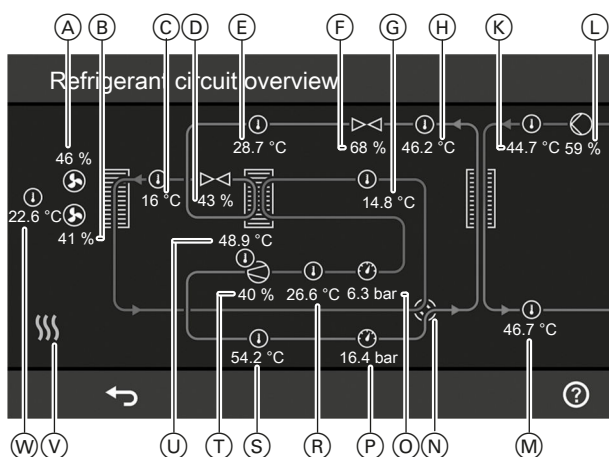 A B C D E F G H K L
Refrigerant circuit overview
46 %
28.7 °C 68 % 46.2 °C 44.7 °C 59 %
22.6 °C 16 °C 43 % 14.8 °C
41 % 48.9 °C
40 % 26.6 °C 6.3 bar
46.7 °C
54.2 °C 16.4 bar
?
W V U T S R P O N M